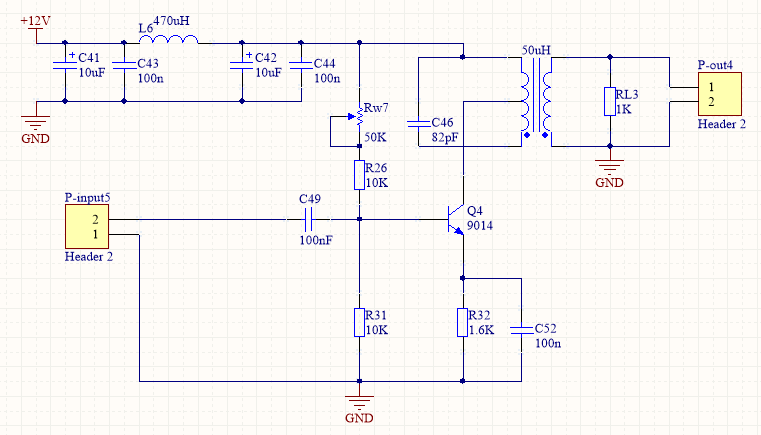 +12V
L6 470uH
C41
10uF
C43
100n
C42
10uF
C44
100n
50uH
P-out4
1
2
Header 2
RL3
1K
Rw7
50K
C46
82pF
GND
GND
R26
10K
P-input5
2
1
Header 2
C49
100nF
Q4
9014
R31
10K
R32
1.6K
C52
100n
GND